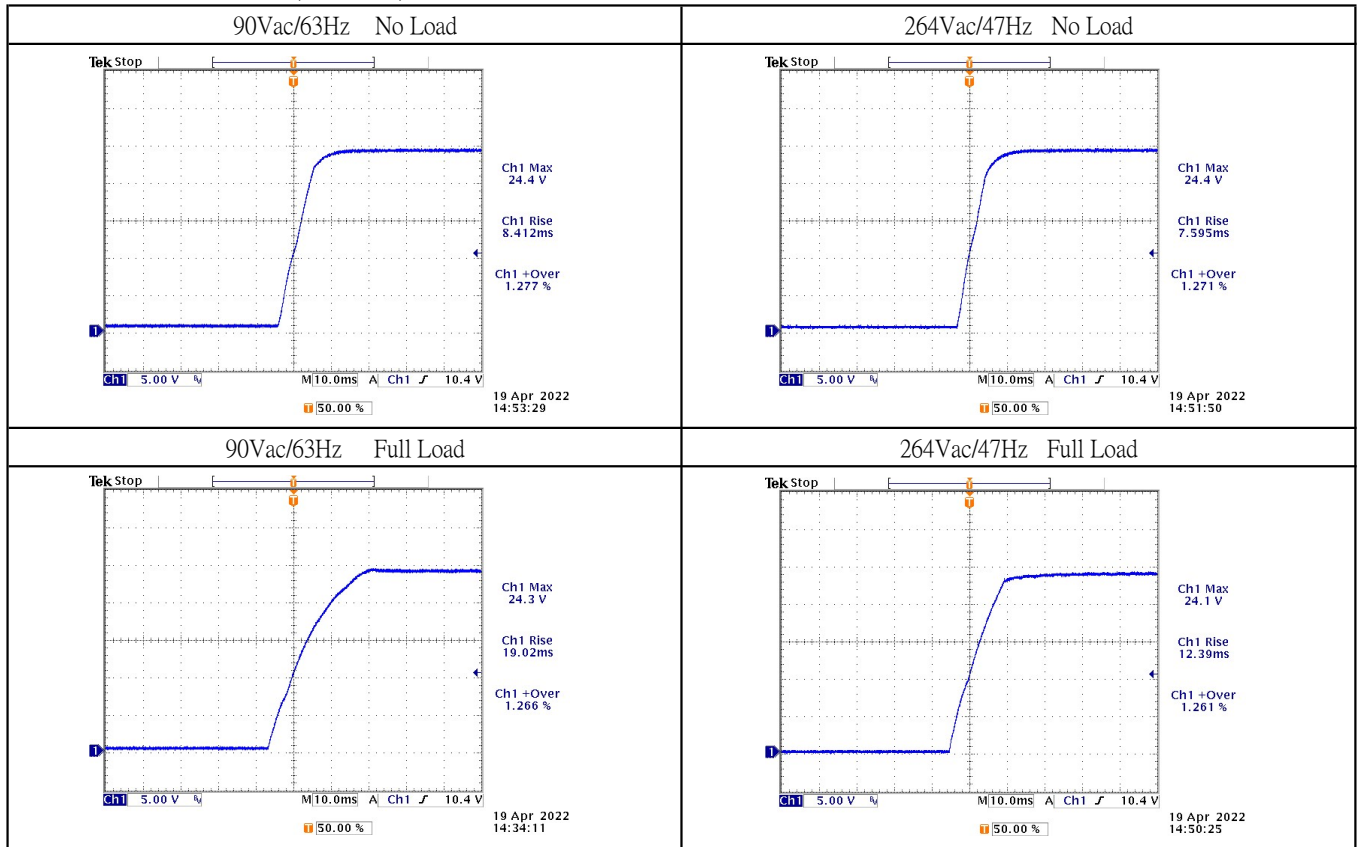 90Vac/63Hz No Load
Tek Stop
T
T
Ch1 Max
24.4 V
Ch1 Rise
8.412ms
Ch1 +Over
1.277 %
1
Ch1 5.00 V M 10.0ms A Ch1 10.4 V
19 Apr 2022
14:53:29
T 50.00 %
264Vac/47Hz No Load
Tek Stop
T
T
Ch1 Max
24.4 V
Ch1 Rise
7.595ms
Ch1 +Over
1.271 %
1
Ch1 5.00 V M 10.0ms A Ch1 10.4 V
19 Apr 2022
14:51:50
T 50.00 %
90Vac/63Hz Full Load
Tek Stop
T
T
Ch1 Max
24.3 V
Ch1 Rise
19.02ms
Ch1 +Over
1.266 %
1
Ch1 5.00 V M 10.0ms A Ch1 10.4 V
19 Apr 2022
14:34:11
T 50.00 %
264Vac/47Hz Full Load
Tek Stop
T
T
Ch1 Max
24.1 V
Ch1 Rise
12.39ms
Ch1 +Over
1.261 %
1
Ch1 5.00 V M 10.0ms A Ch1 10.4 V
19 Apr 2022
14:50:25
T 50.00 %